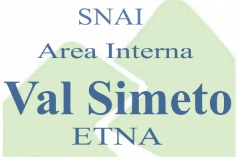 SNAI
Area Interna
Val Simeto
ETNA